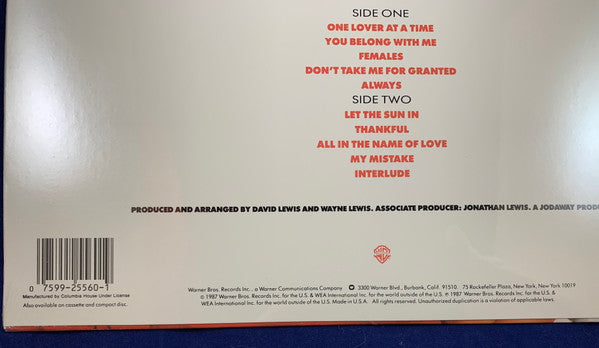 SIDE ONE
ONE LOVER AT A TIME
YOU BELONG WITH ME
FEMALES
DON'T TAKE ME FOR GRANTED
ALWAYS
SIDE TWO
LET THE SUN IN
THANKFUL
ALL IN THE NAME OF LOVE
MY MISTAKE
INTERLUDE
PRODUCED AND ARRANGED BY DAVID LEWIS AND WAYNE LEWIS. ASSOCIATE PRODUCER: JONATHAN LEWIS. A JODAWAY PROD
0 7599-25560-1
Manufactured by Columbia House Under License
Also available on cassette and compact disc.
Warner Bros. Records Inc., a Warner Communications Company 3300 Warner Blvd., Burbank, Calif. 91510. 75 Rockefeller Plaza, New York, New York 10019
© 1987 Warner Bros. Records Inc. for the U.S. & WEA International Inc. for the world outside of the U.S. ℗ 1987 Warner Bros. Records Inc. for the U.S. &
WEA International Inc. for the world outside of the U.S. Made in U.S.A. All rights reserved. Unauthorized duplication is a violation of applicable laws.